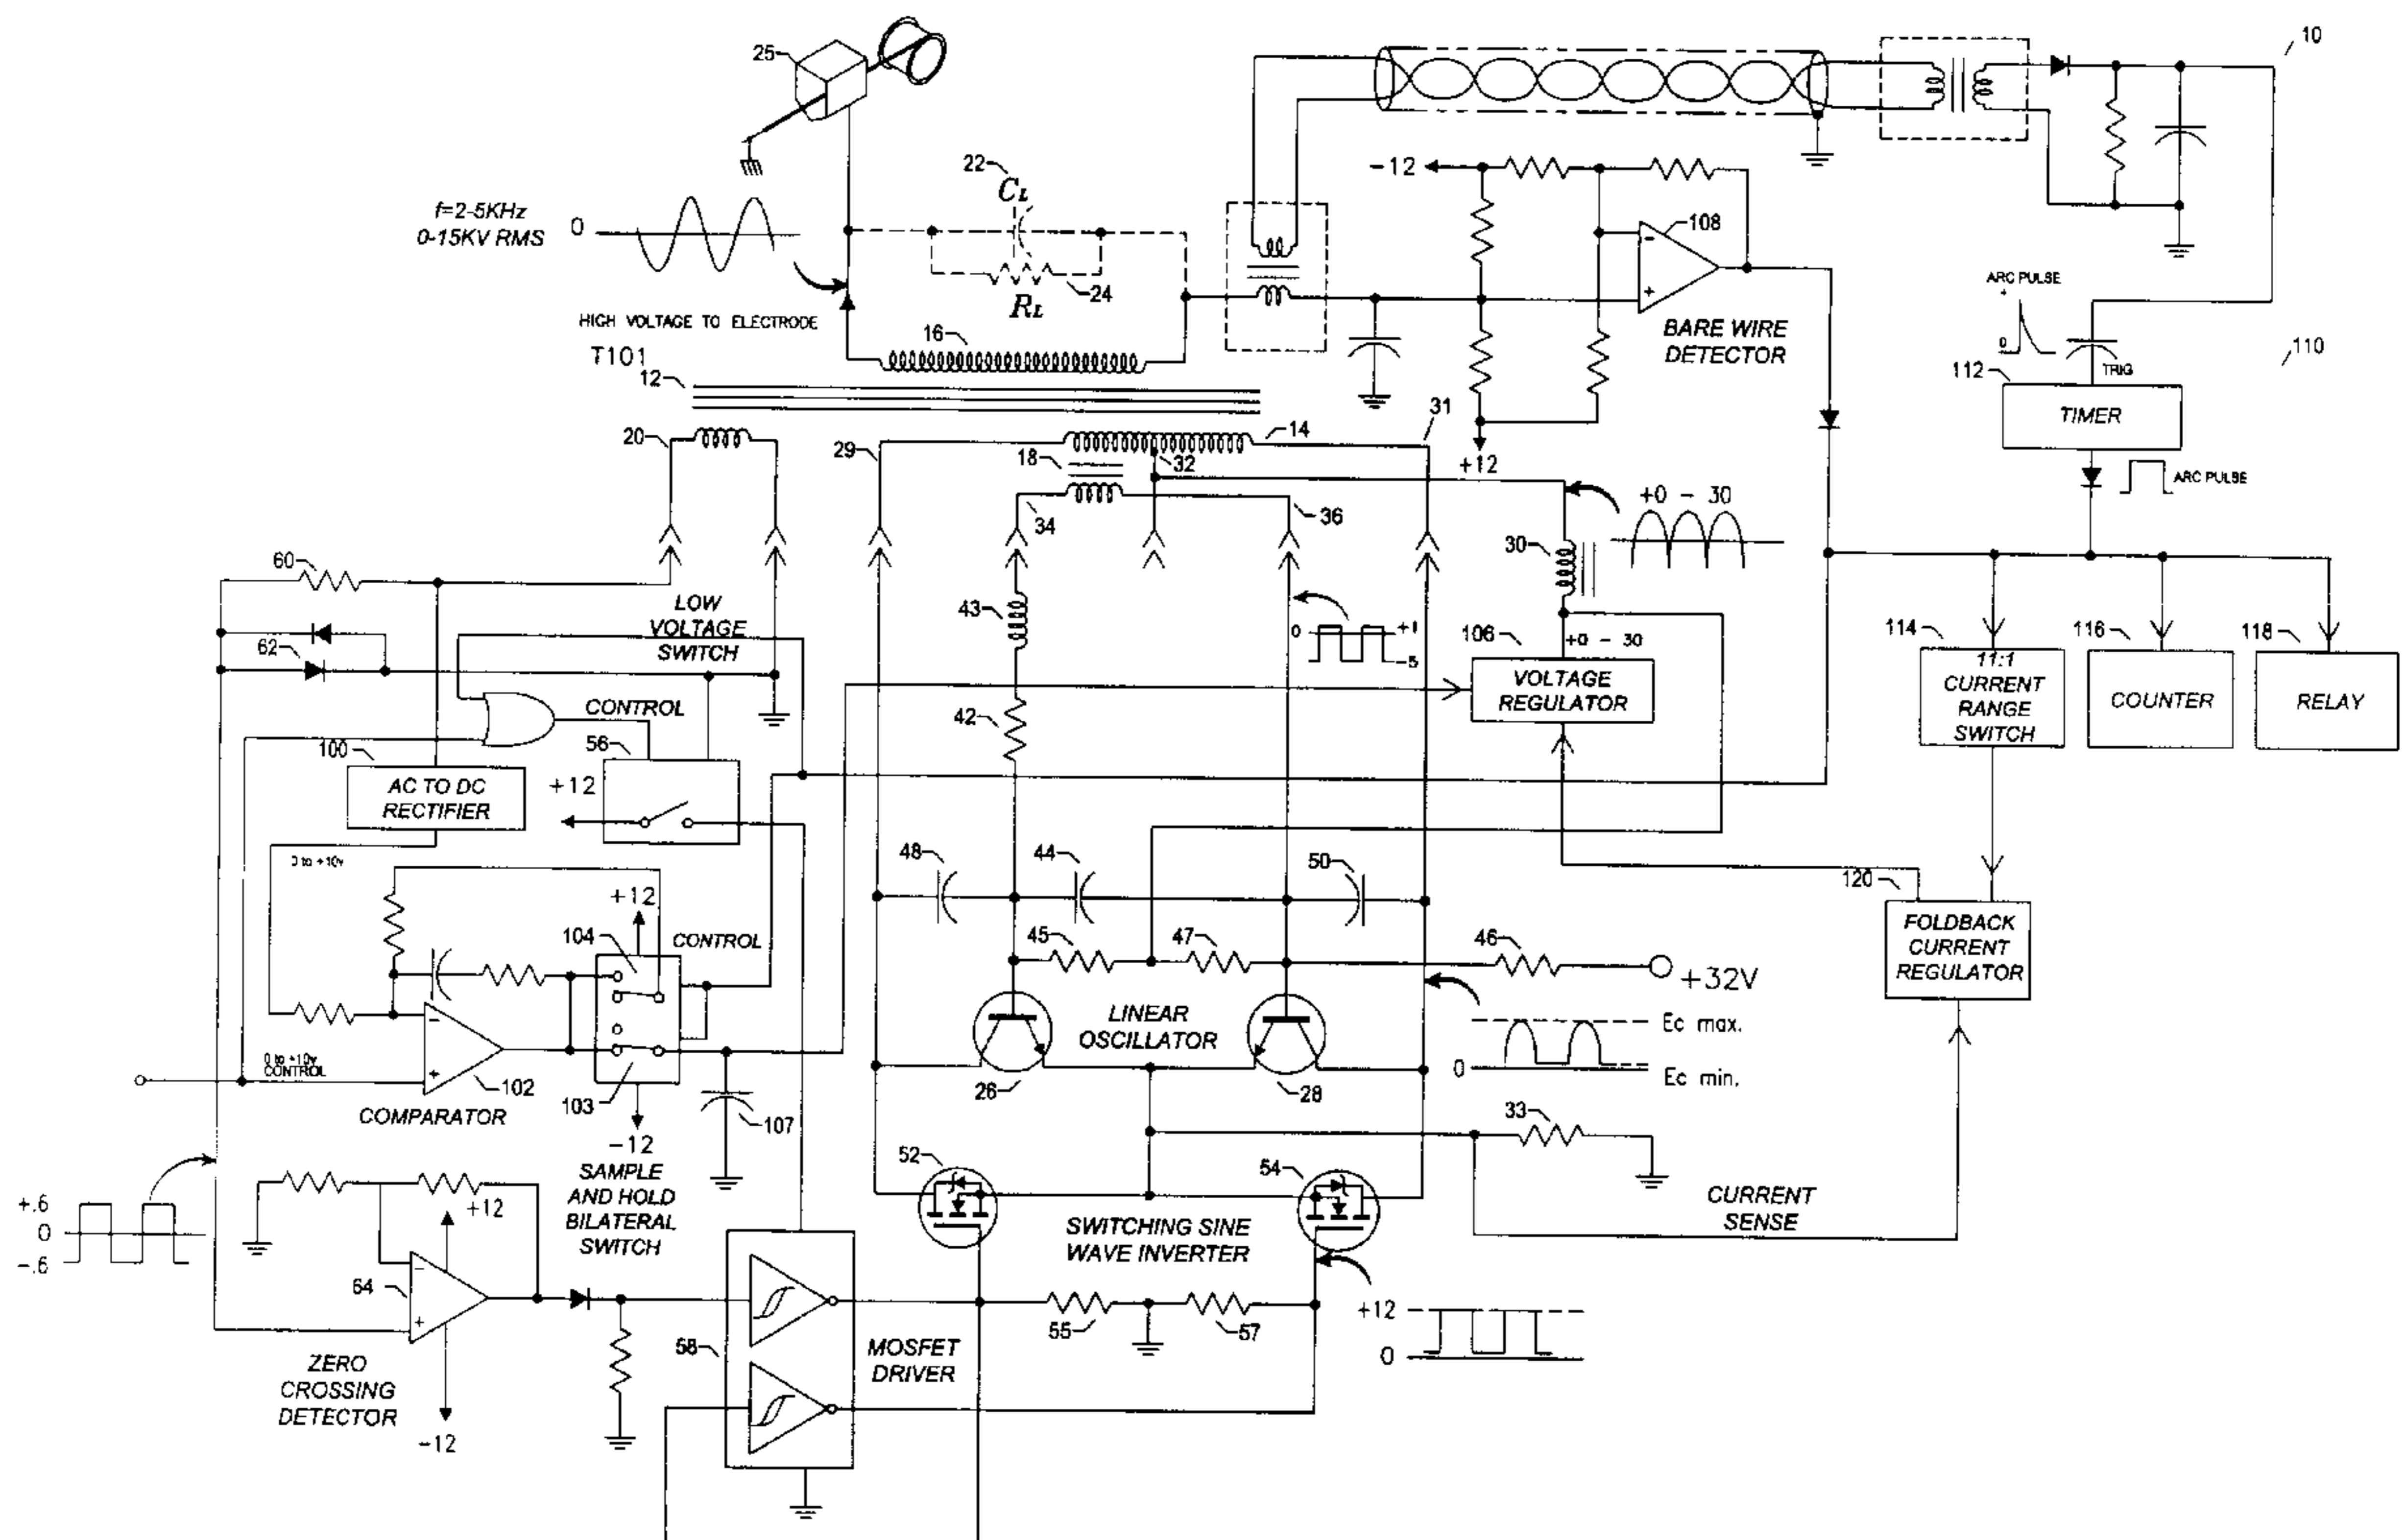 10
25
22
C_L
-12
f=2-5KHz
0-15KV RMS
0
108
R_L
24
ARC PULSE
+
0
HIGH VOLTAGE TO ELECTRODE
16
BARE WIRE
DETECTOR
110
T101
12
112
TRIG
TIMER
31
20
29
14
18
32
+12
ARC PULSE
34
36
+0 - 30
30
60
43
LOW
VOLTAGE
SWITCH
0
+1
-5
106
+0 - 30
62
VOLTAGE
REGULATOR
114
11:1
CURRENT
RANGE
SWITCH
116
COUNTER
118
RELAY
CONTROL
42
100
56
AC TO DC
RECTIFIER
+12
0 to +10v
48
44
50
120
+12
104
CONTROL
45
47
46
+32V
FOLDBACK
CURRENT
REGULATOR
LINEAR
OSCILLATOR
Ec max.
0
Ec min.
0 to +10v
CONTROL
102
103
107
26
28
33
COMPARATOR
-12
SAMPLE
AND HOLD
BILATERAL
SWITCH
52
54
CURRENT
SENSE
+.6
0
-.6
+12
SWITCHING SINE
WAVE INVERTER
64
55
57
+12
0
58
MOSFET
DRIVER
ZERO
CROSSING
DETECTOR
-12